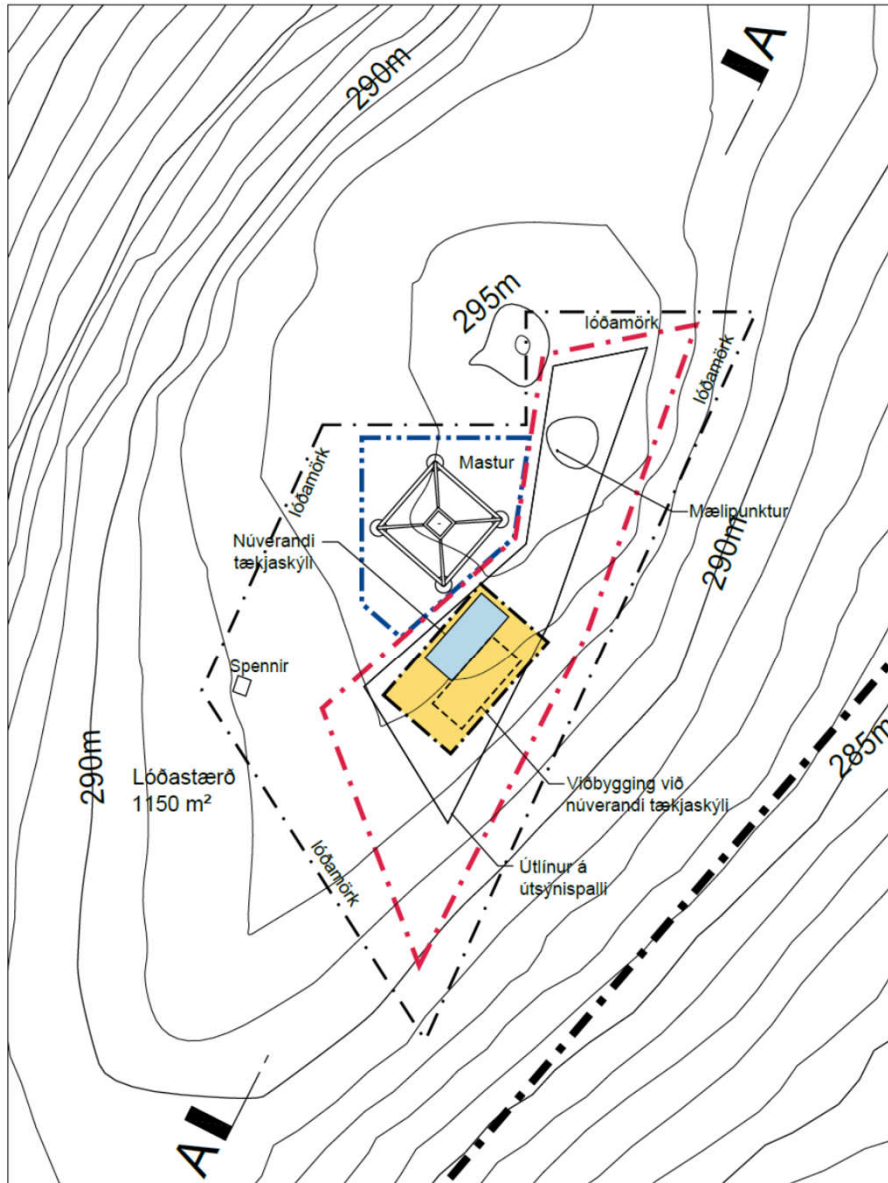 A
290m
295m
lóðamörk
lóðamörk
lóðamörk
Mastur
Mælipunktur
Núverandi
tækjaskýli
290m
Spennir
285m
290m
Lóðastærð
1150 m²
Viðbygging við
núverandi tækjaskýli
lóðamörk
Útlínur á
útsýnispalli
A